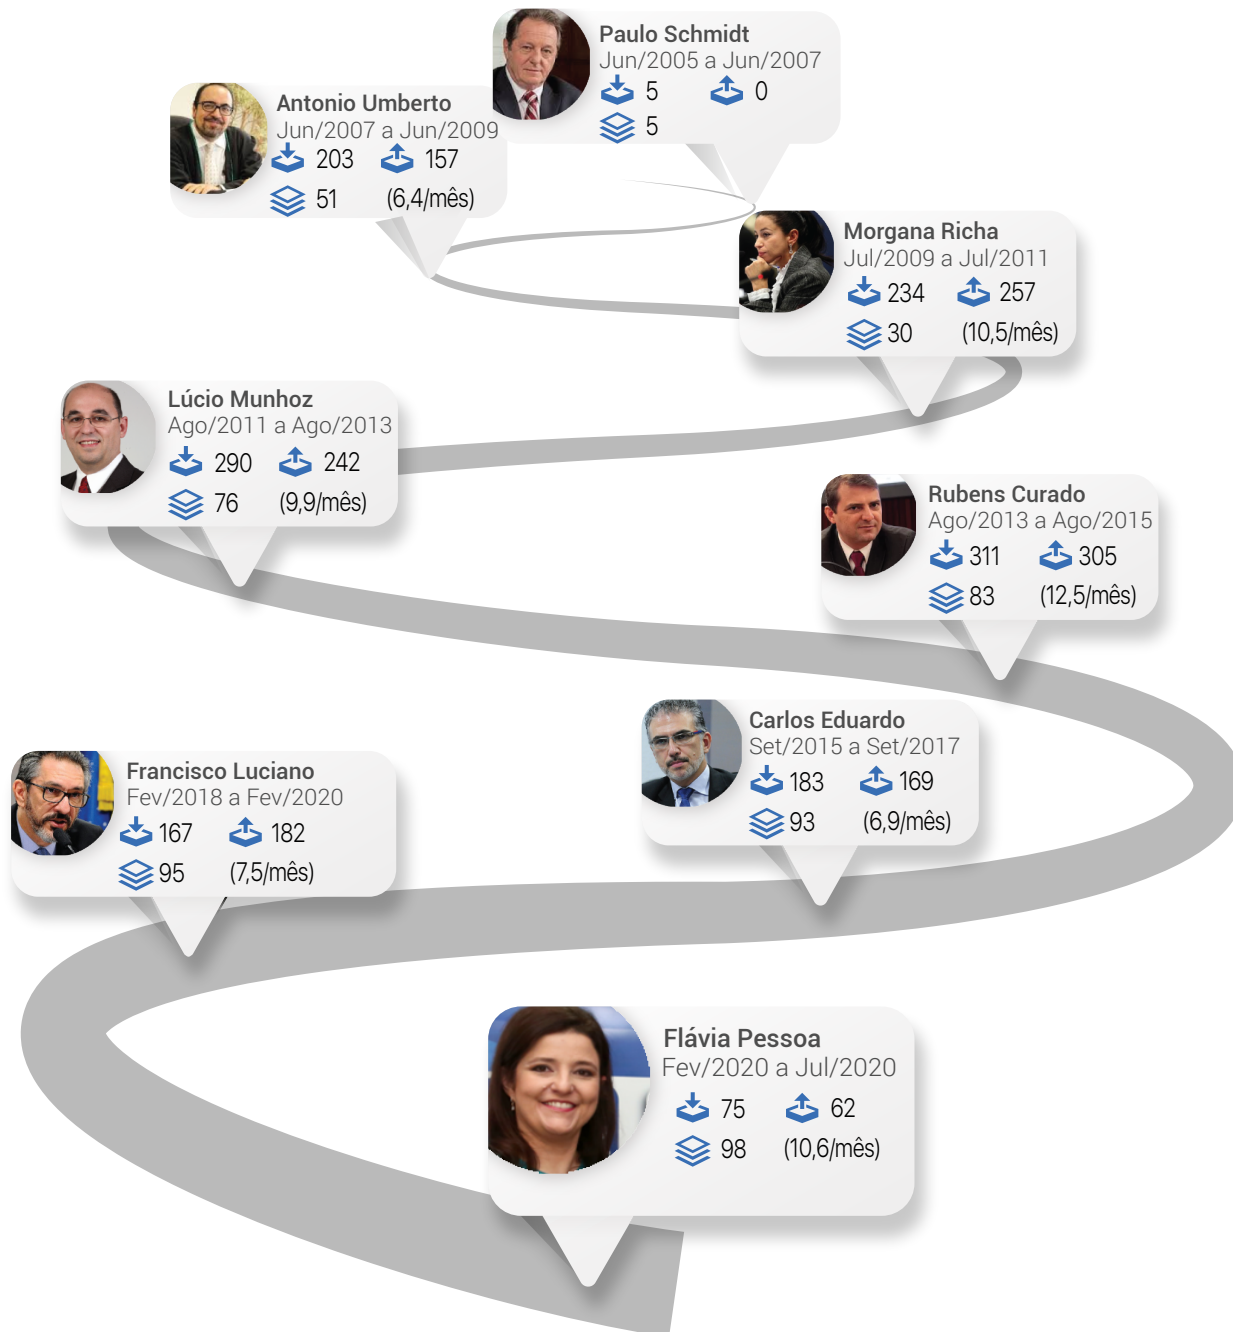 Paulo Schmidt
Jun/2005 a Jun/2007
5 0
5
Antonio Umberto
Jun/2007 a Jun/2009
203 157
51 (6,4/mês)
Morgana Richa
Jul/2009 a Jul/2011
234 257
30 (10,5/mês)
Lúcio Munhoz
Ago/2011 a Ago/2013
290 242
76 (9,9/mês)
Rubens Curado
Ago/2013 a Ago/2015
311 305
83 (12,5/mês)
Carlos Eduardo
Set/2015 a Set/2017
183 169
93 (6,9/mês)
Francisco Luciano
Fev/2018 a Fev/2020
167 182
95 (7,5/mês)
Flávia Pessoa
Fev/2020 a Jul/2020
75 62
98 (10,6/mês)